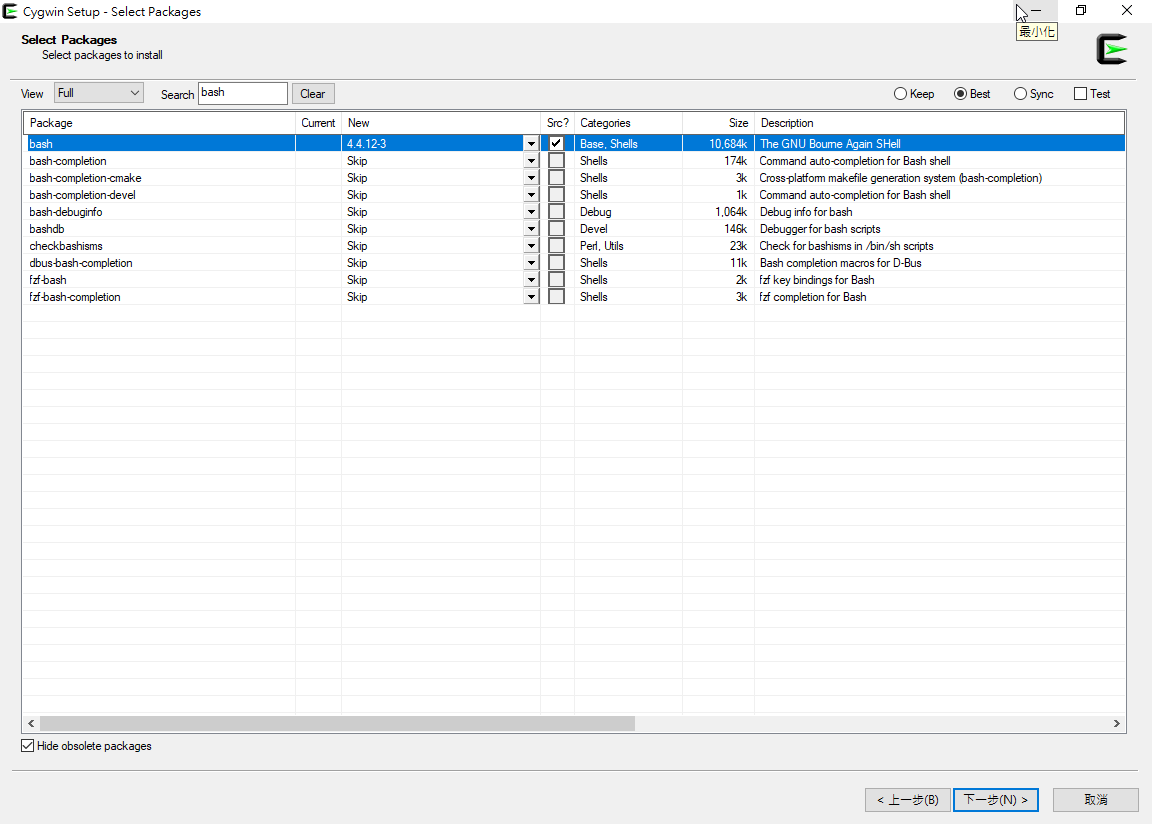 Cygwin Setup - Select Packages
最小化
Select Packages
Select packages to install
View Full Search bash Clear Keep Best Sync Test
Package Current New Src? Categories Size Description
bash 4.4.12-3 Base, Shells 10,684k The GNU Bourne Again SHell
bash-completion Skip Shells 174k Command auto-completion for Bash shell
bash-completion-cmake Skip Shells 3k Cross-platform makefile generation system (bash-completion)
bash-completion-devel Skip Shells 1k Command auto-completion for Bash shell
bash-debuginfo Skip Debug 1,064k Debug info for bash
bashdb Skip Devel 146k Debugger for bash scripts
checkbashisms Skip Perl, Utils 23k Check for bashisms in /bin/sh scripts
dbus-bash-completion Skip Shells 11k Bash completion macros for D-Bus
fzf-bash Skip Shells 2k fzf key bindings for Bash
fzf-bash-completion Skip Shells 3k fzf completion for Bash
Hide obsolete packages
< 上一步(B) 下一步(N) > 取消